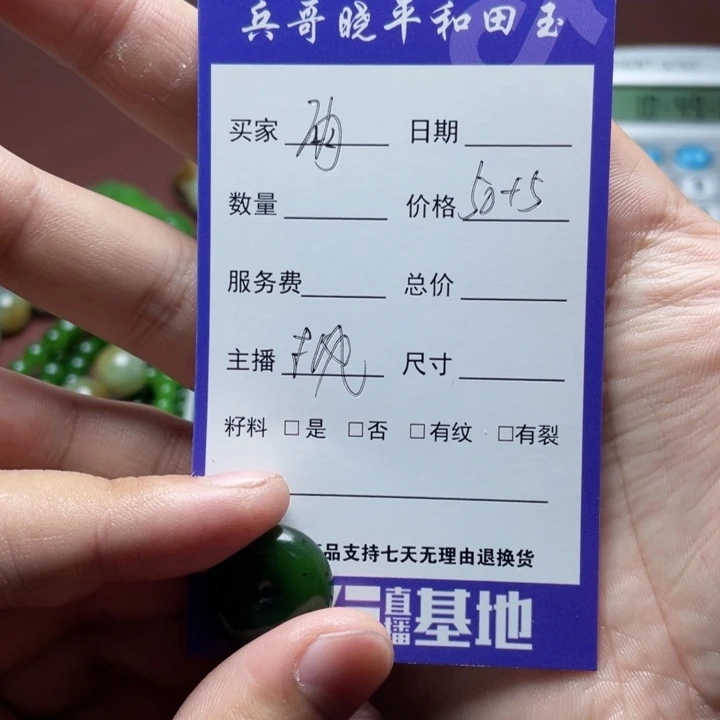 兵哥晓平和田玉
买家 日期
数量 价格 50+5
服务费 总价
主播 尺寸
籽料 □是 □否 □有纹 □有裂
品支持七天无理由退换货
直播基地